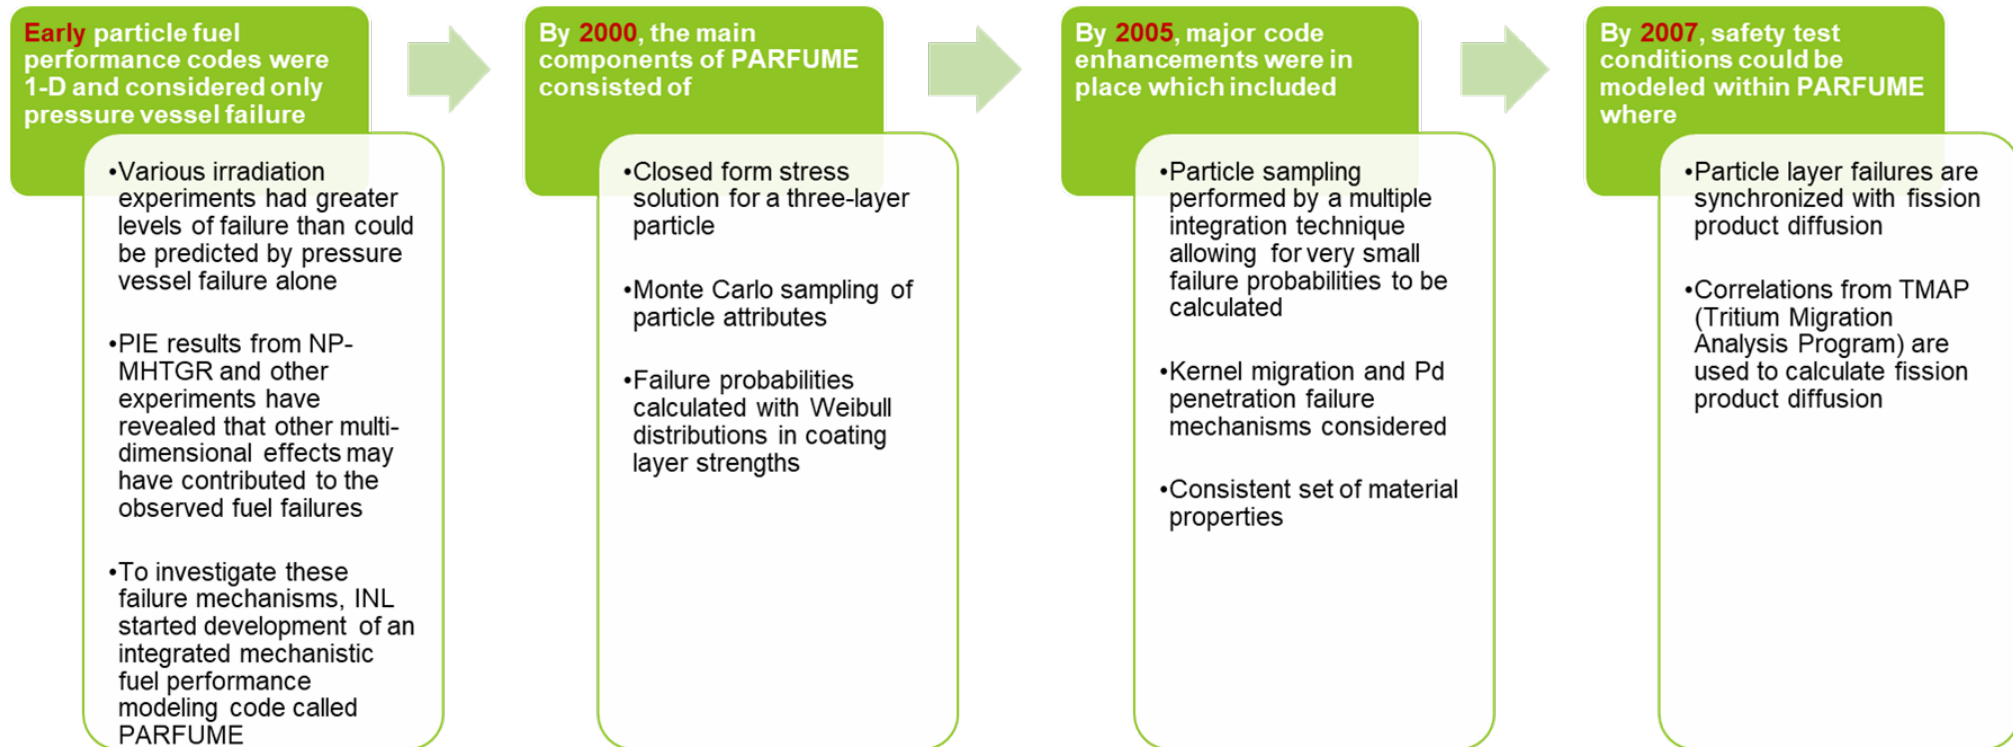 Early particle fuel
performance codes were
1-D and considered only
pressure vessel failure
•Various irradiation
experiments had greater
levels of failure than could
be predicted by pressure
vessel failure alone
•PIE results from NP-
MHTGR and other
experiments have
revealed that other multi-
dimensional effects may
have contributed to the
observed fuel failures
•To investigate these
failure mechanisms, INL
started development of an
integrated mechanistic
fuel performance
modeling code called
PARFUME
By 2000, the main
components of PARFUME
consisted of
•Closed form stress
solution for a three-layer
particle
•Monte Carlo sampling of
particle attributes
•Failure probabilities
calculated with Weibull
distributions in coating
layer strengths
By 2005, major code
enhancements were in
place which included
•Particle sampling
performed by a multiple
integration technique
allowing for very small
failure probabilities to be
calculated
•Kernel migration and Pd
penetration failure
mechanisms considered
•Consistent set of material
properties
By 2007, safety test
conditions could be
modeled within PARFUME
where
•Particle layer failures are
synchronized with fission
product diffusion
•Correlations from TMAP
(Tritium Migration
Analysis Program) are
used to calculate fission
product diffusion